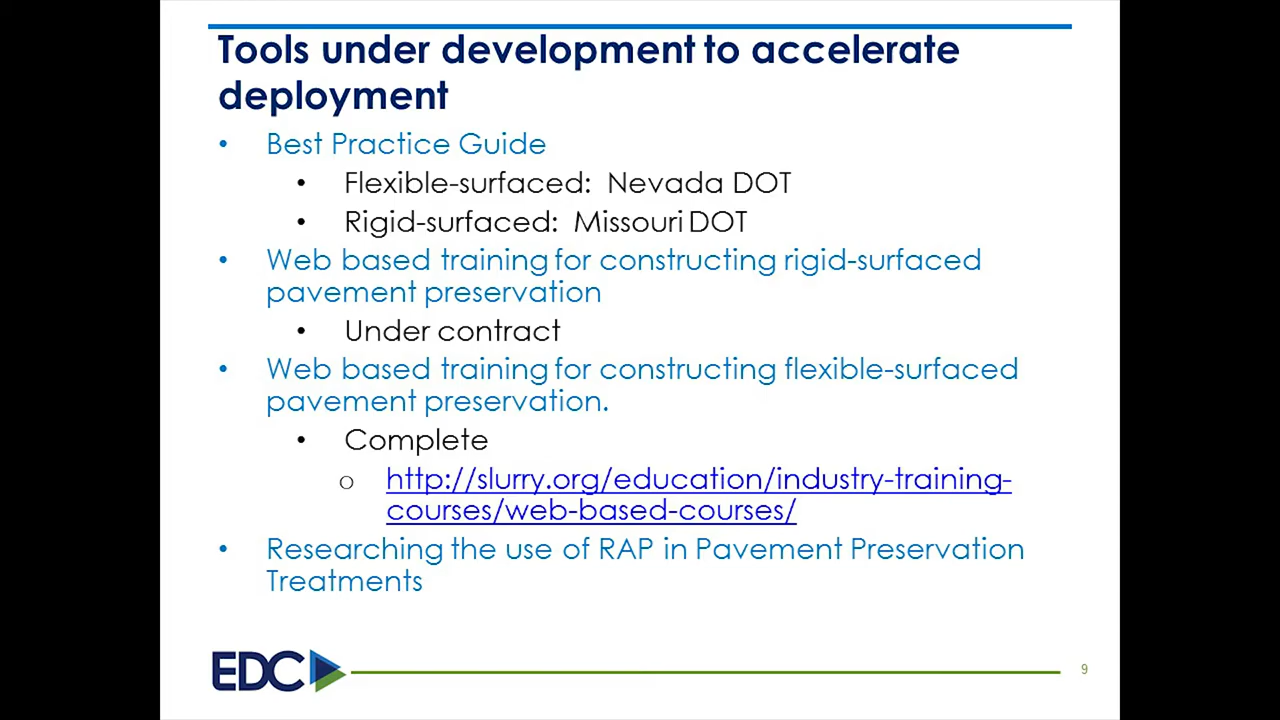 Tools under development to accelerate
deployment
• Best Practice Guide
• Flexible-surfaced: Nevada DOT
• Rigid-surfaced: Missouri DOT
• Web based training for constructing rigid-surfaced
pavement preservation
• Under contract
• Web based training for constructing flexible-surfaced
pavement preservation.
• Complete
o http://slurry.org/education/industry-training-
courses/web-based-courses/
• Researching the use of RAP in Pavement Preservation
Treatments
EDC
9